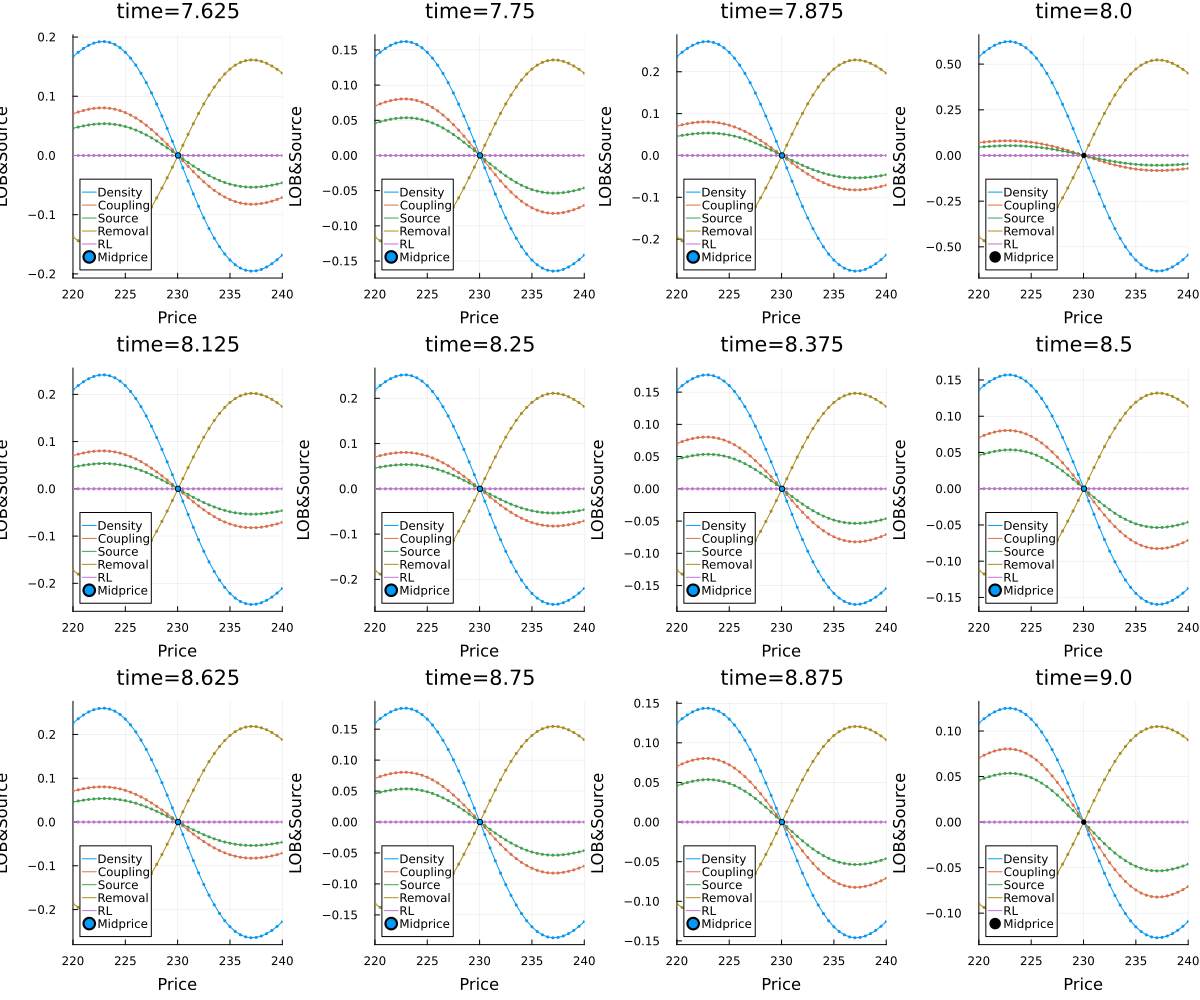 time=7.625
time=7.75
time=7.875
time=8.0
LOB&Source
0.2
0.1
0.0
−0.1
−0.2
Density
Coupling
Source
Removal
RL
Midprice
220 225 230 235 240
Price
LOB&Source
0.15
0.10
0.05
0.00
−0.05
−0.10
−0.15
Density
Coupling
Source
Removal
RL
Midprice
220 225 230 235 240
Price
LOB&Source
0.2
0.1
0.0
−0.1
−0.2
Density
Coupling
Source
Removal
RL
Midprice
220 225 230 235 240
Price
LOB&Source
0.50
0.25
0.00
−0.25
−0.50
Density
Coupling
Source
Removal
RL
Midprice
220 225 230 235 240
Price
time=8.125
time=8.25
time=8.375
time=8.5
LOB&Source
0.2
0.1
0.0
−0.1
−0.2
Density
Coupling
Source
Removal
RL
Midprice
220 225 230 235 240
Price
LOB&Source
0.2
0.1
0.0
−0.1
−0.2
Density
Coupling
Source
Removal
RL
Midprice
220 225 230 235 240
Price
LOB&Source
0.15
0.10
0.05
0.00
−0.05
−0.10
−0.15
Density
Coupling
Source
Removal
RL
Midprice
220 225 230 235 240
Price
LOB&Source
0.15
0.10
0.05
0.00
−0.05
−0.10
−0.15
Density
Coupling
Source
Removal
RL
Midprice
220 225 230 235 240
Price
time=8.625
time=8.75
time=8.875
time=9.0
LOB&Source
0.2
0.1
0.0
−0.1
−0.2
Density
Coupling
Source
Removal
RL
Midprice
220 225 230 235 240
Price
LOB&Source
0.15
0.10
0.05
0.00
−0.05
−0.10
−0.15
Density
Coupling
Source
Removal
RL
Midprice
220 225 230 235 240
Price
LOB&Source
0.15
0.10
0.05
0.00
−0.05
−0.10
−0.15
Density
Coupling
Source
Removal
RL
Midprice
220 225 230 235 240
Price
LOB&Source
0.10
0.05
0.00
−0.05
−0.10
Density
Coupling
Source
Removal
RL
Midprice
220 225 230 235 240
Price